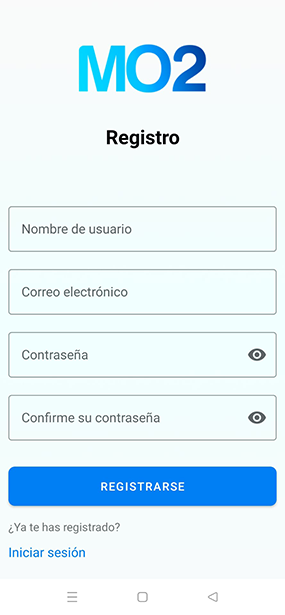 MO2
Registro
Nombre de usuario
Correo electrónico
Contraseña
Confirme su contraseña
REGISTRARSE
¿Ya te has registrado?
Iniciar sesión